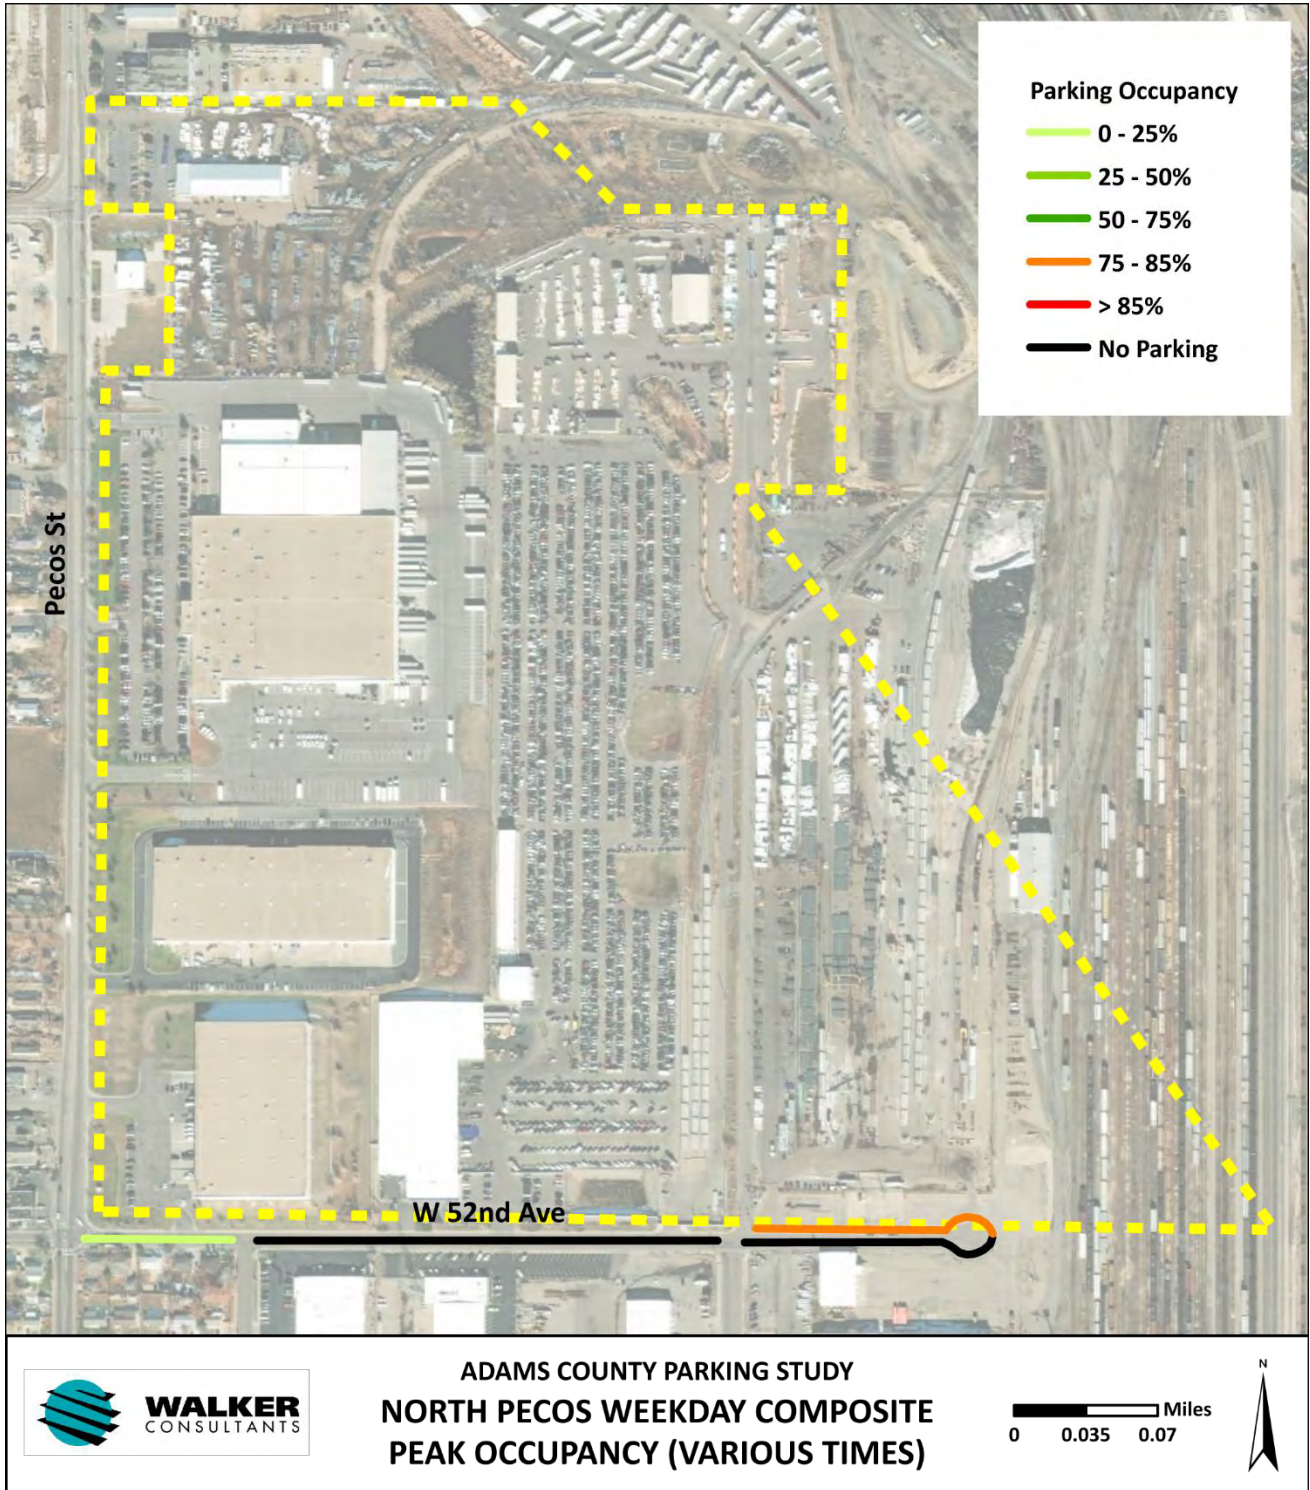 Parking Occupancy
0 - 25%
25 - 50%
50 - 75%
75 - 85%
> 85%
No Parking
Pecos St
W 52nd Ave
WALKER
CONSULTANTS
ADAMS COUNTY PARKING STUDY
NORTH PECOS WEEKDAY COMPOSITE
PEAK OCCUPANCY (VARIOUS TIMES)
Miles
0 0.035 0.07
N